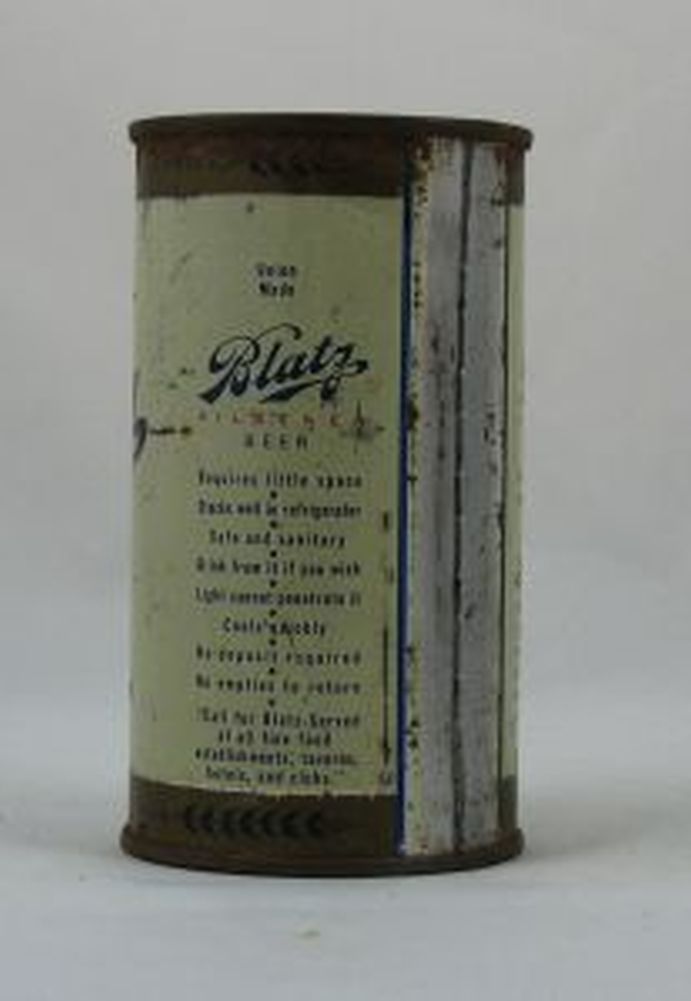 Union
Made
Blatz
PILSENER
BEER
Requires little space
Stacks well in refrigerator
Safe and sanitary
Drink from it if you wish
Light cannot penetrate it
Cools quickly
No deposit required
No empties to return
"Call for Blatz-Served
at all fine food
establishments, taverns,
hotels, and clubs."